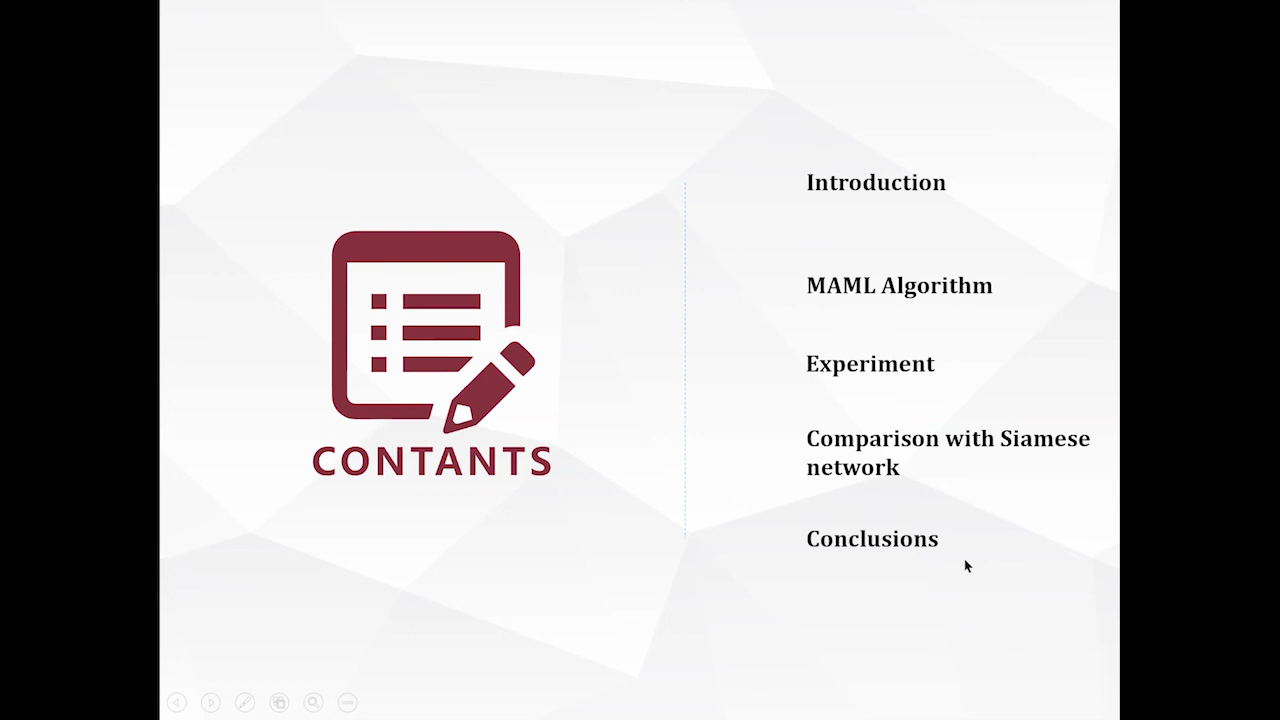 CONTANTS
Introduction
MAML Algorithm
Experiment
Comparison with Siamese
network
Conclusions